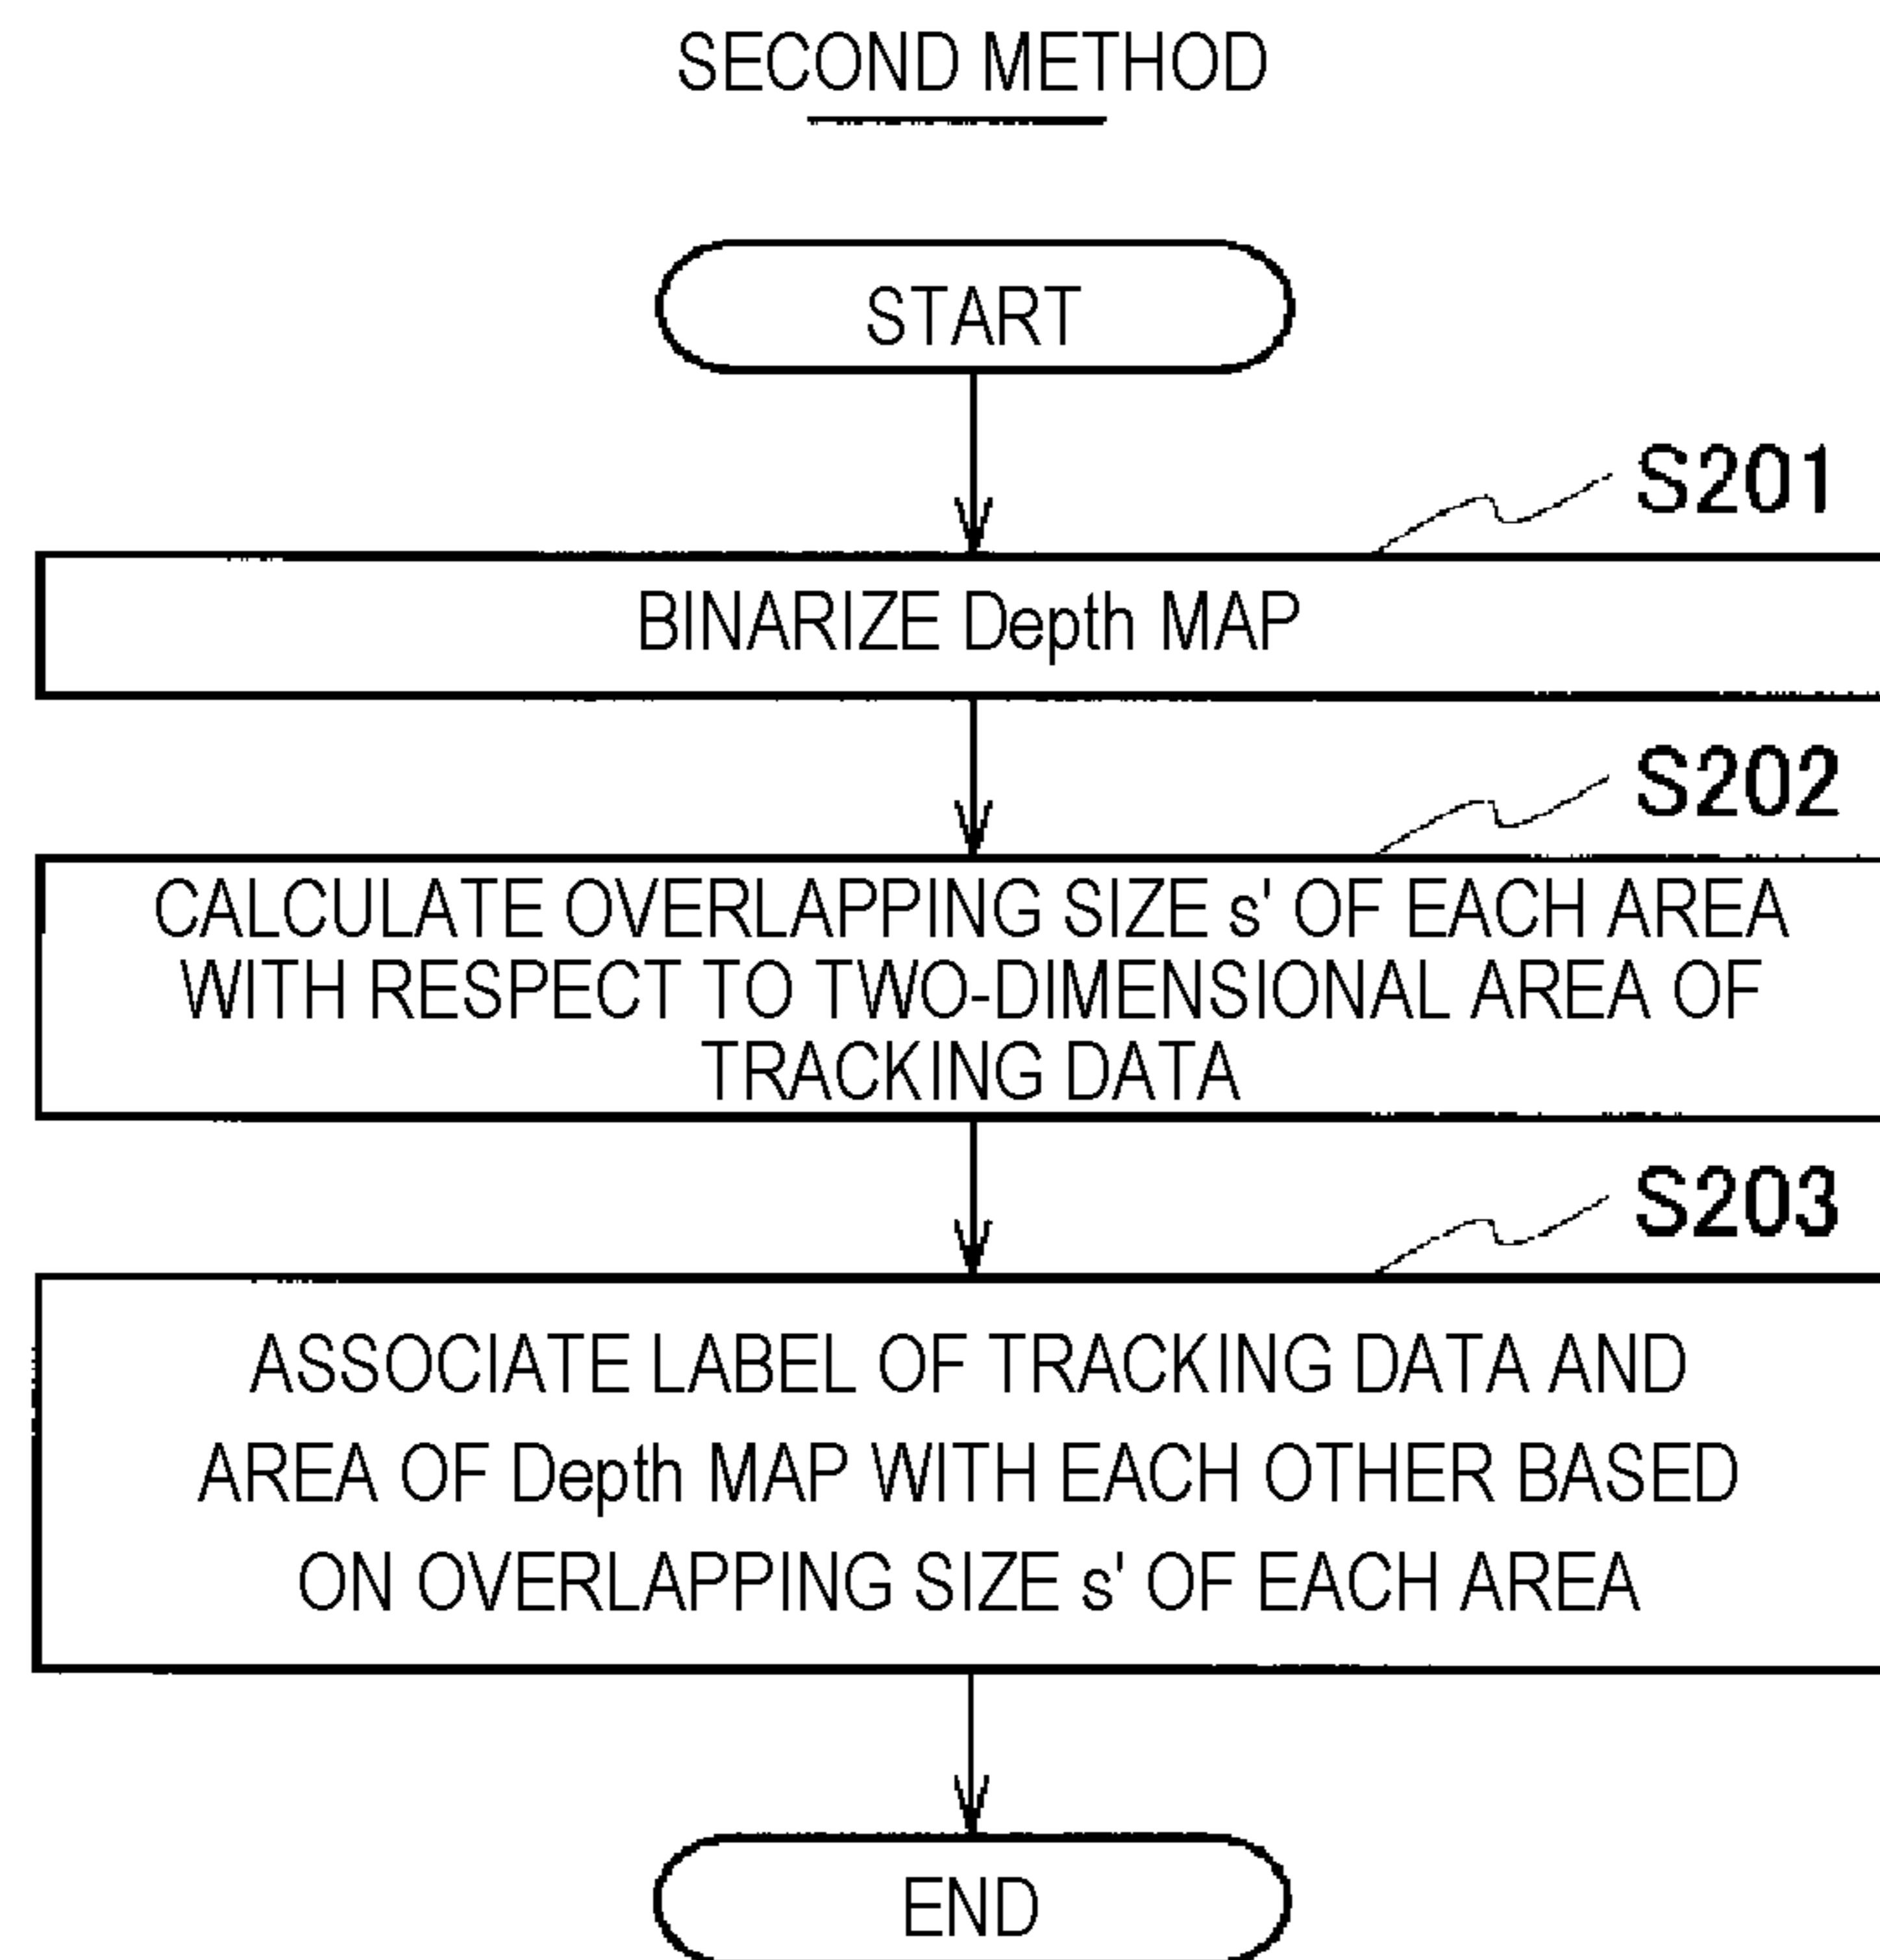 SECOND METHOD
START
S201
BINARIZE Depth MAP
S202
CALCULATE OVERLAPPING SIZE s' OF EACH AREA
WITH RESPECT TO TWO-DIMENSIONAL AREA OF
TRACKING DATA
S203
ASSOCIATE LABEL OF TRACKING DATA AND
AREA OF Depth MAP WITH EACH OTHER BASED
ON OVERLAPPING SIZE s' OF EACH AREA
END